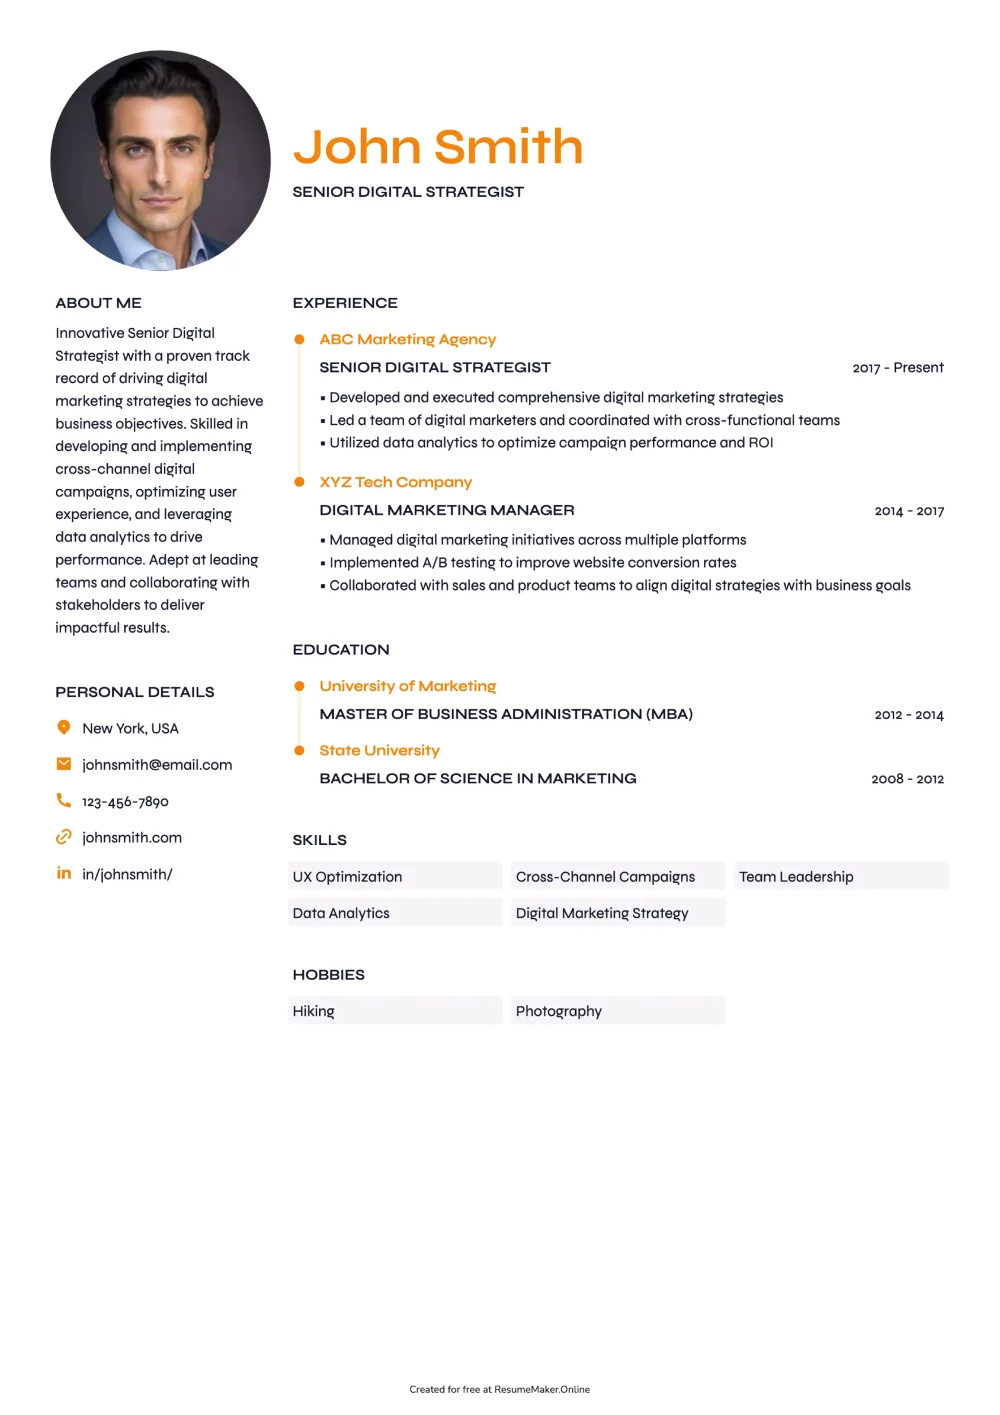 John Smith
SENIOR DIGITAL STRATEGIST
ABOUT ME
Innovative Senior Digital
Strategist with a proven track
record of driving digital
marketing strategies to achieve
business objectives. Skilled in
developing and implementing
cross-channel digital
campaigns, optimizing user
experience, and leveraging
data analytics to drive
performance. Adept at leading
teams and collaborating with
stakeholders to deliver
impactful results.
PERSONAL DETAILS
New York, USA
johnsmith@email.com
123-456-7890
johnsmith.com
in in/johnsmith/
EXPERIENCE
ABC Marketing Agency
SENIOR DIGITAL STRATEGIST 2017 - Present
▪ Developed and executed comprehensive digital marketing strategies
▪ Led a team of digital marketers and coordinated with cross-functional teams
▪ Utilized data analytics to optimize campaign performance and ROI
XYZ Tech Company
DIGITAL MARKETING MANAGER 2014 - 2017
▪ Managed digital marketing initiatives across multiple platforms
▪ Implemented A/B testing to improve website conversion rates
▪ Collaborated with sales and product teams to align digital strategies with business goals
EDUCATION
University of Marketing
MASTER OF BUSINESS ADMINISTRATION (MBA) 2012 - 2014
State University
BACHELOR OF SCIENCE IN MARKETING 2008 - 2012
SKILLS
UX Optimization Cross-Channel Campaigns Team Leadership
Data Analytics Digital Marketing Strategy
HOBBIES
Hiking Photography
Created for free at ResumeMaker.Online